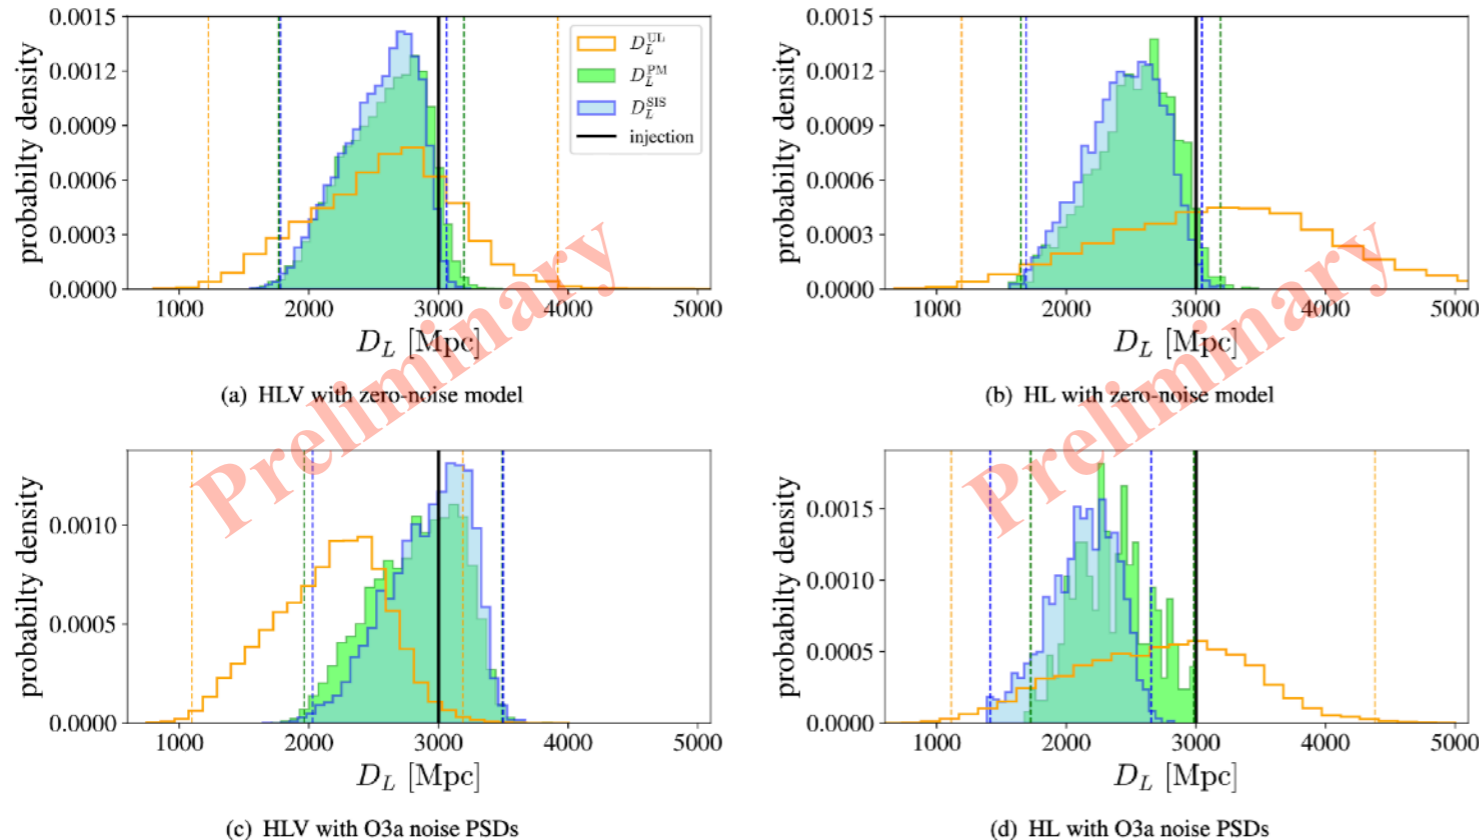 0.0015
0.0012
0.0009
0.0006
0.0003
0.0000
probabilty density
1000 2000 3000 4000 5000
D_L [Mpc]
D_L^UL
D_L^PM
D_L^SIS
injection
(a) HLV with zero-noise model
0.0015
0.0012
0.0009
0.0006
0.0003
0.0000
probabilty density
1000 2000 3000 4000 5000
D_L [Mpc]
(b) HL with zero-noise model
Preliminary
Preliminary
0.0010
0.0005
0.0000
probabilty density
1000 2000 3000 4000 5000
D_L [Mpc]
(c) HLV with O3a noise PSDs
0.0015
0.0010
0.0005
0.0000
probabilty density
1000 2000 3000 4000 5000
D_L [Mpc]
(d) HL with O3a noise PSDs